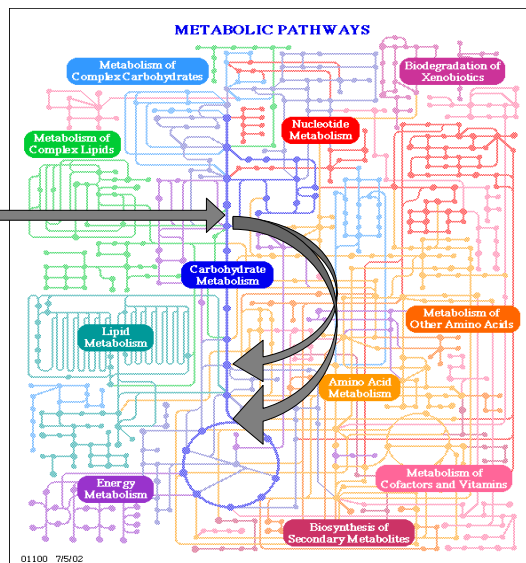 METABOLIC PATHWAYS
Metabolism of
Complex Carbohydrates
Biodegradation of
Xenobiotics
Nucleotide
Metabolism
Metabolism of
Complex Lipids
Carbohydrate
Metabolism
Lipid
Metabolism
Metabolism of
Other Amino Acids
Amino Acid
Metabolism
Energy
Metabolism
Metabolism of
Cofactors and Vitamins
Biosynthesis of
Secondary Metabolites
01100 7/5/02